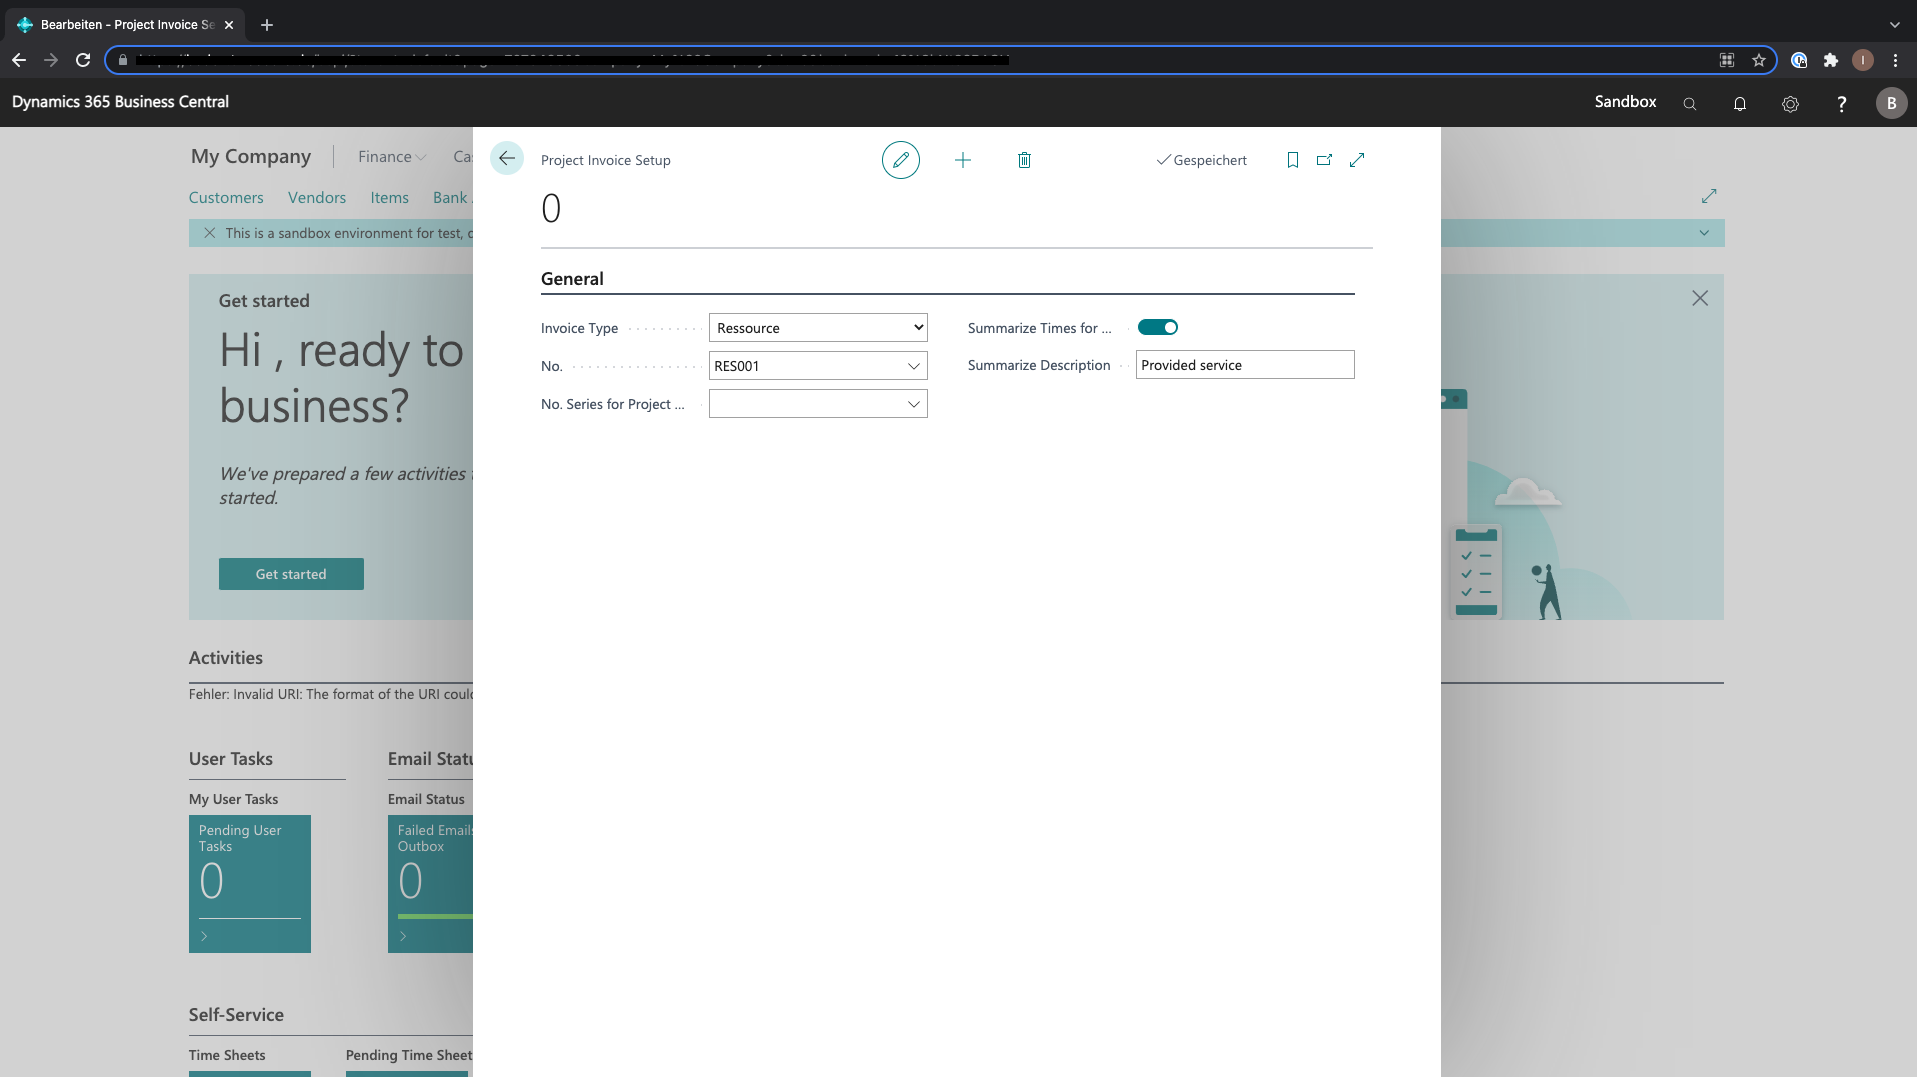 Bearbeiten - Project Invoice Se
Dynamics 365 Business Central
Sandbox
B
My Company
Finance
Project Invoice Setup
Gespeichert
0
Customers
Vendors
Items
Bank
This is a sandbox environment for test,
General
Invoice Type
Ressource
Summarize Times for ...
No.
RES001
Summarize Description
Provided service
No. Series for Project ...
Get started
Hi , ready to
business?
We've prepared a few activities
started.
Get started
Activities
Fehler: Invalid URI: The format of the URI could
User Tasks
Email Statu
My User Tasks
Email Status
Pending User
Tasks
0
Failed Emails
Outbox
0
Self-Service
Time Sheets
Pending Time Sheet